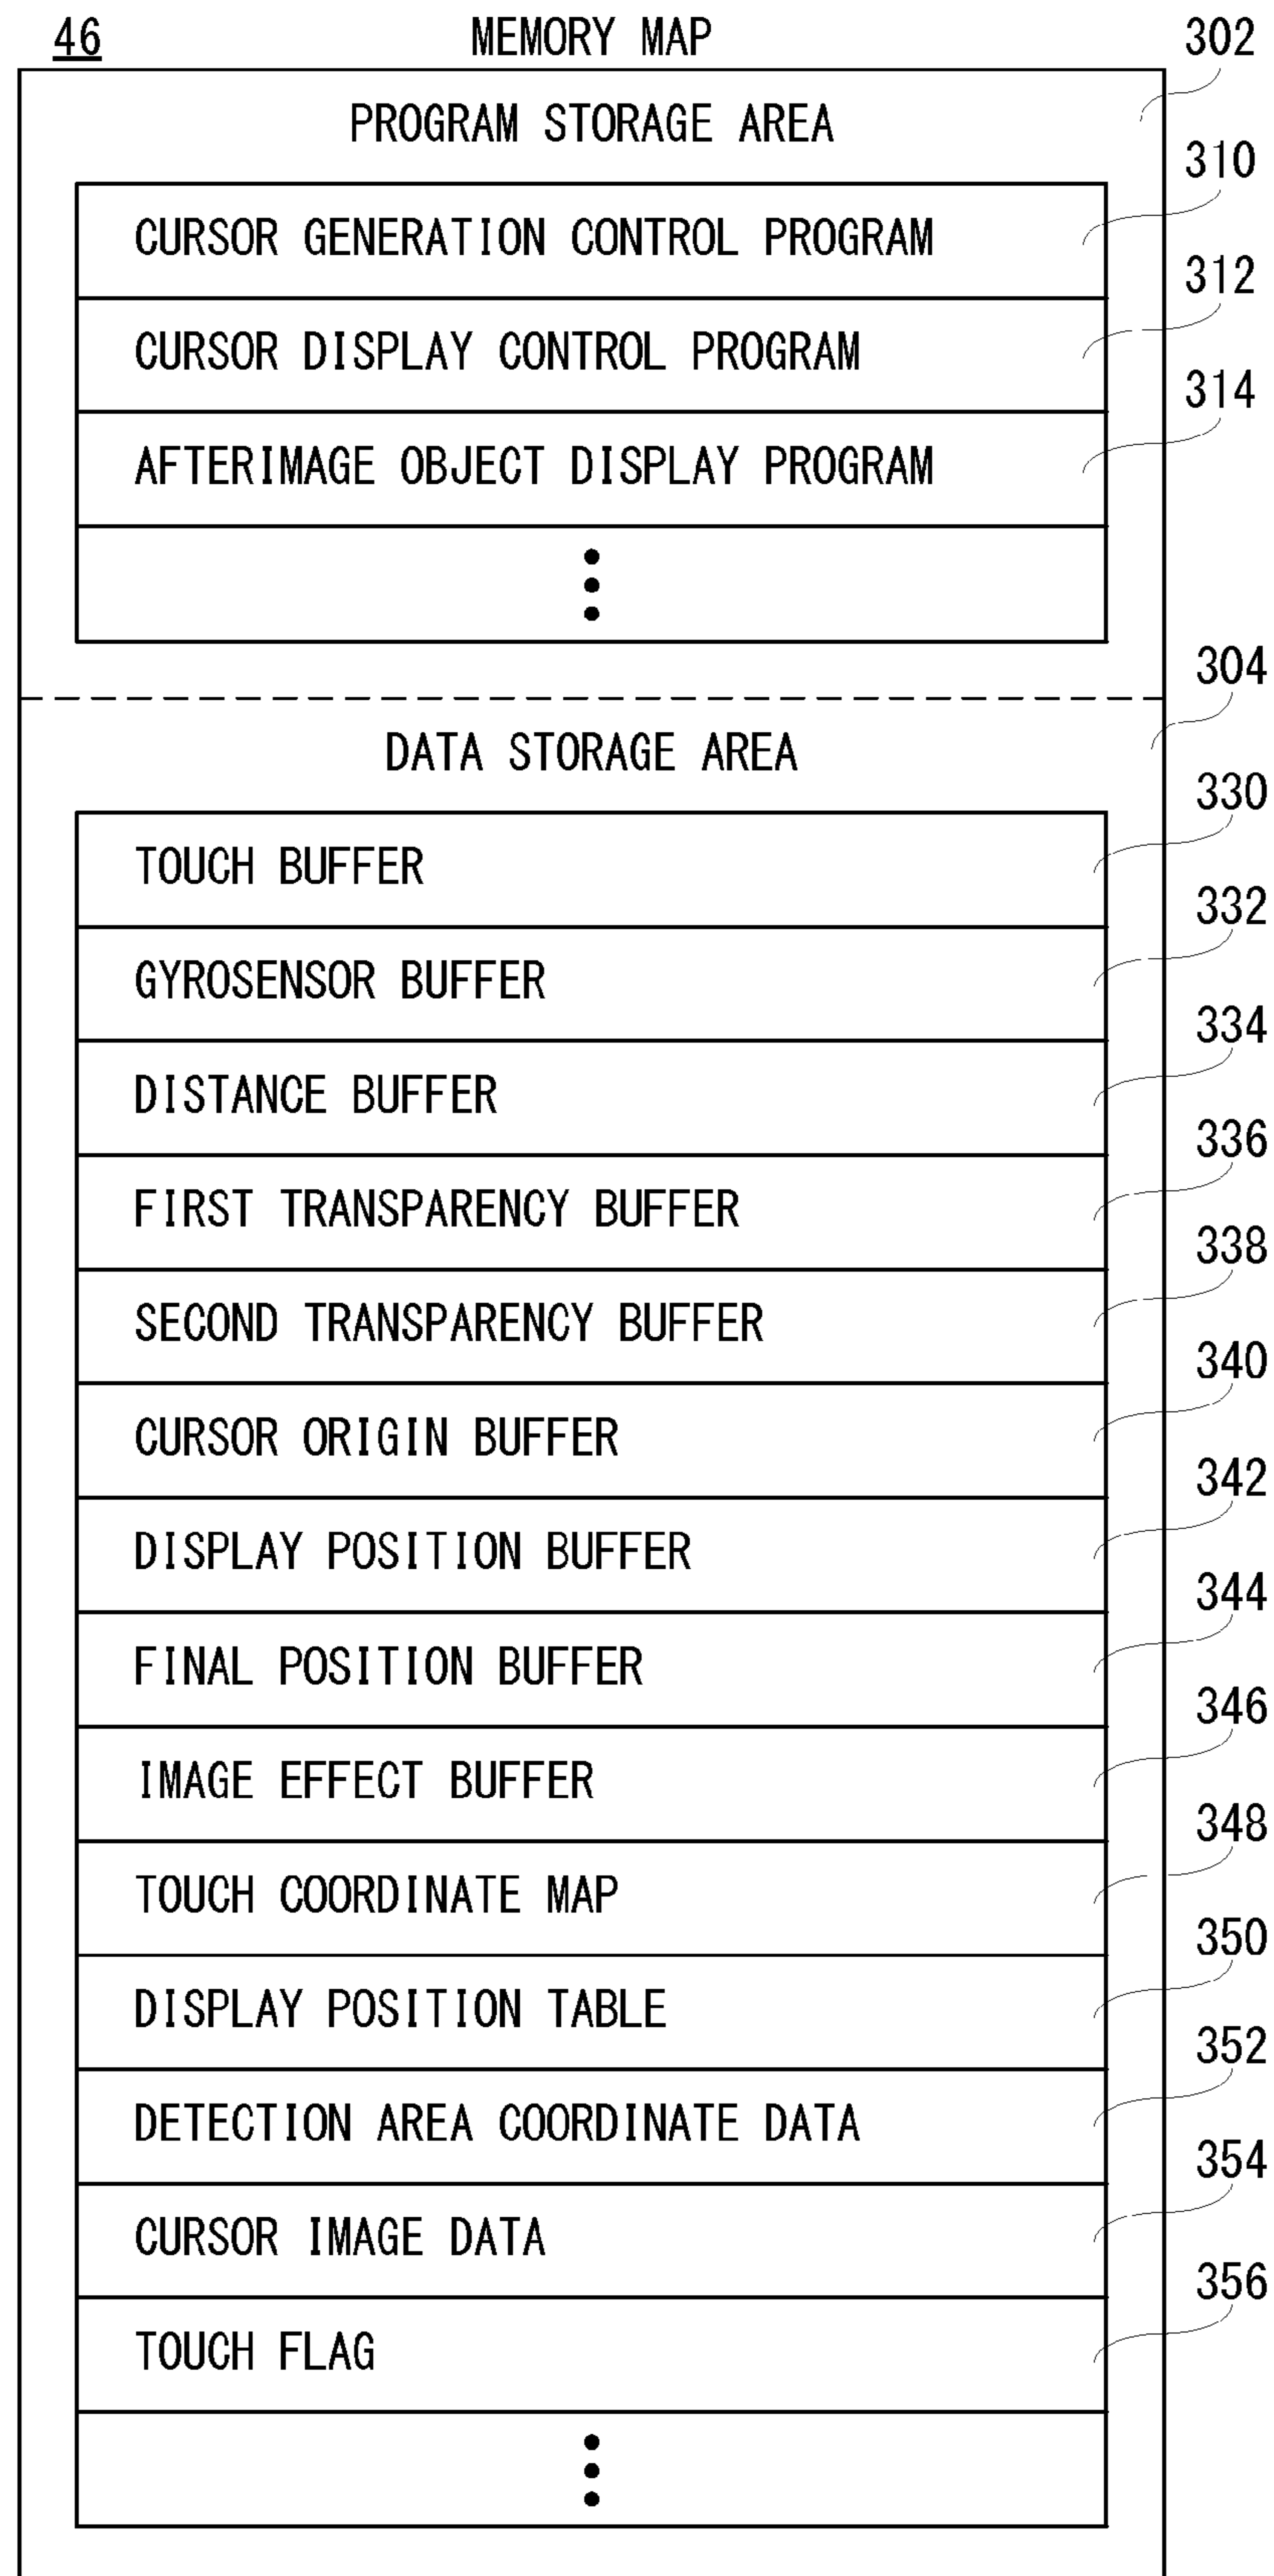 46 MEMORY MAP 302
PROGRAM STORAGE AREA
310
CURSOR GENERATION CONTROL PROGRAM
312
CURSOR DISPLAY CONTROL PROGRAM
314
AFTERIMAGE OBJECT DISPLAY PROGRAM
304
DATA STORAGE AREA
330
TOUCH BUFFER
332
GYROSENSOR BUFFER
334
DISTANCE BUFFER
336
FIRST TRANSPARENCY BUFFER
338
SECOND TRANSPARENCY BUFFER
340
CURSOR ORIGIN BUFFER
342
DISPLAY POSITION BUFFER
344
FINAL POSITION BUFFER
346
IMAGE EFFECT BUFFER
348
TOUCH COORDINATE MAP
350
DISPLAY POSITION TABLE
352
DETECTION AREA COORDINATE DATA
354
CURSOR IMAGE DATA
356
TOUCH FLAG